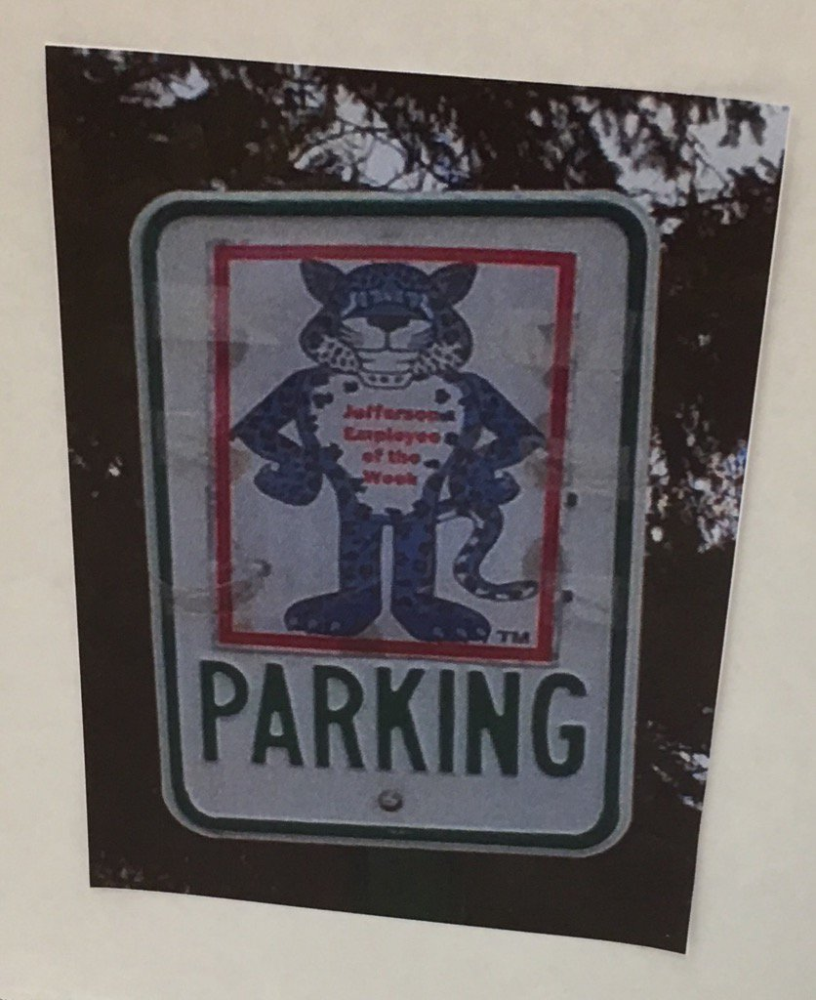 Jefferson
Employee
of the
Week
TM
PARKING